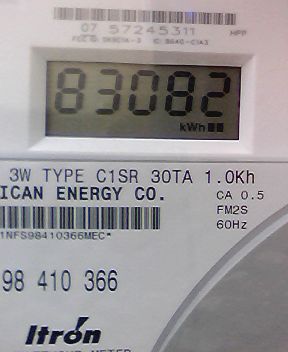 07 57245311
HPP
83082
kWh
3W TYPE C1SR 30TA 1.0Kh
ICAN ENERGY CO.
CA 0.5
FM2S
60Hz
1NFS98410366MEC*
98 410 366
Itron